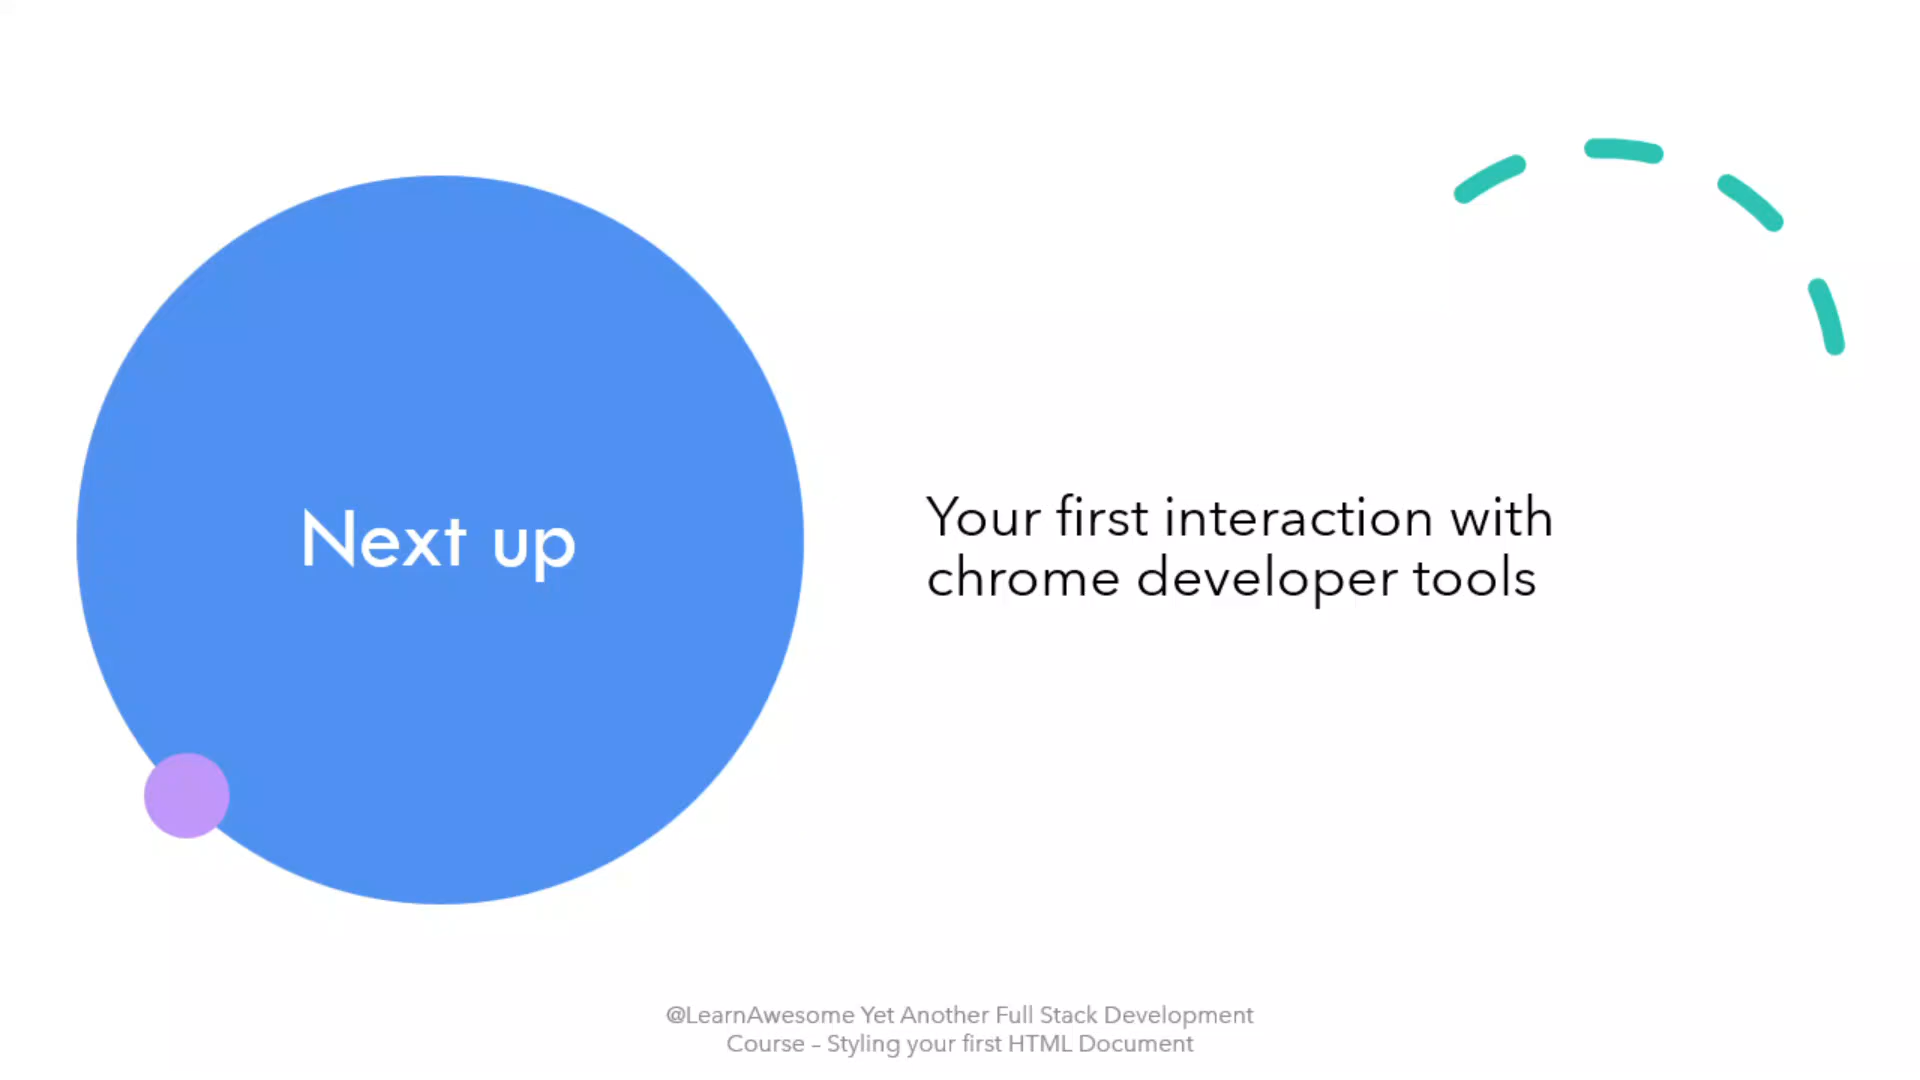 Next up
Your first interaction with
chrome developer tools
@LearnAwesome Yet Another Full Stack Development
Course – Styling your first HTML Document